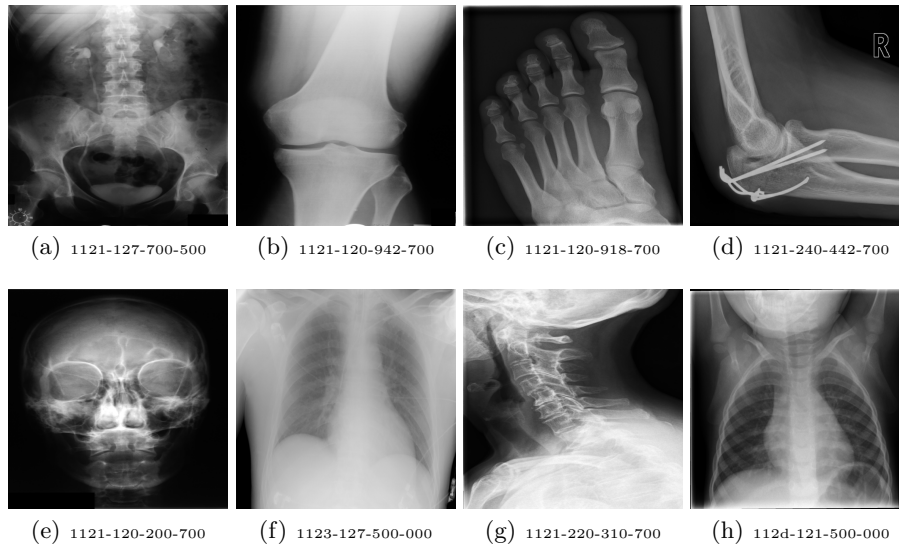 R
(a) 1121-127-700-500
(b) 1121-120-942-700
(c) 1121-120-918-700
(d) 1121-240-442-700
(e) 1121-120-200-700
(f) 1123-127-500-000
(g) 1121-220-310-700
(h) 112d-121-500-000